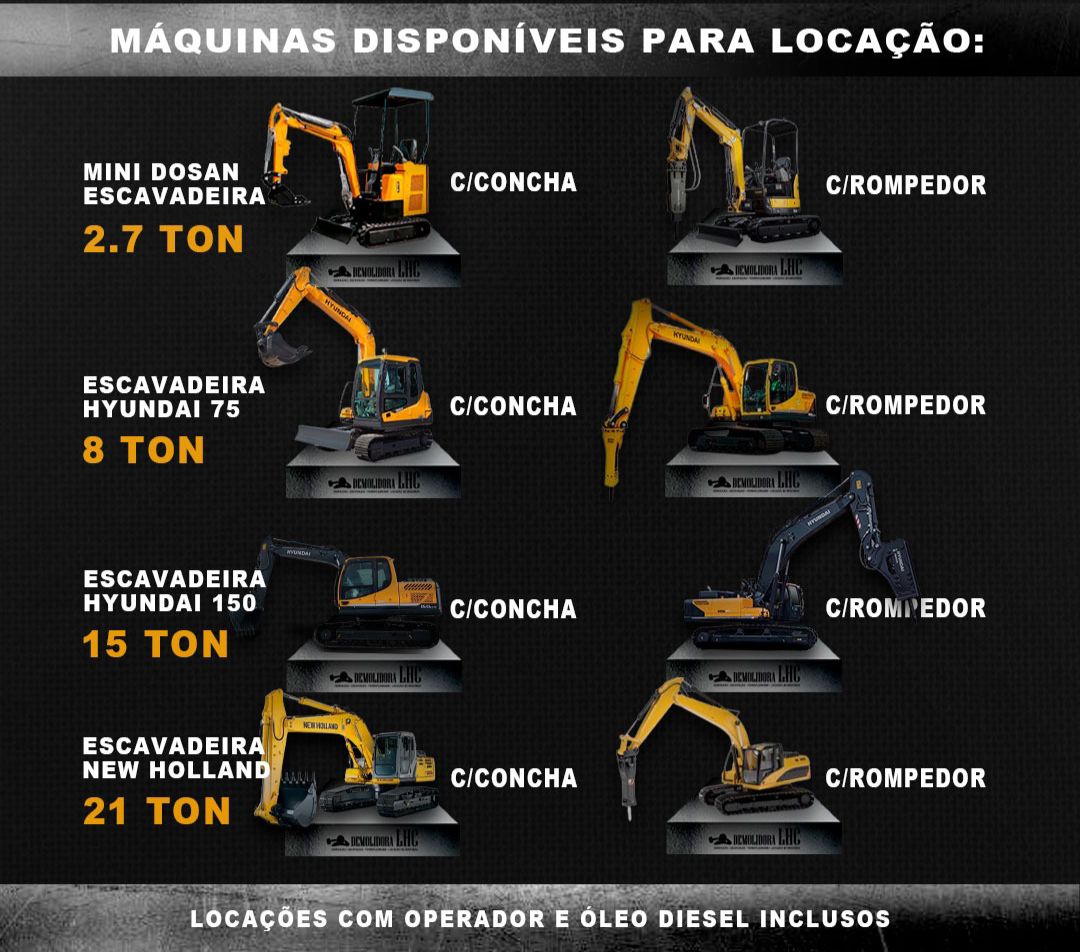 MÁQUINAS DISPONÍVEIS PARA LOCAÇÃO:
MINI DOSAN
ESCAVADEIRA
2.7 TON
C/CONCHA
C/ROMPEDOR
DEMOLIDORA LHC
DEMOLIDORA LHC
HYUNDAI
HYUNDAI
ESCAVADEIRA
HYUNDAI 75
8 TON
C/CONCHA
C/ROMPEDOR
DEMOLIDORA LHC
DEMOLIDORA LHC
HYUNDAI
HYUNDAI
HYUNDAI
ESCAVADEIRA
HYUNDAI 150
15 TON
C/CONCHA
C/ROMPEDOR
DEMOLIDORA LHC
DEMOLIDORA LHC
NEW HOLLAND
ESCAVADEIRA
NEW HOLLAND
21 TON
C/CONCHA
C/ROMPEDOR
DEMOLIDORA LHC
DEMOLIDORA LHC
LOCAÇÕES COM OPERADOR E ÓLEO DIESEL INCLUSOS